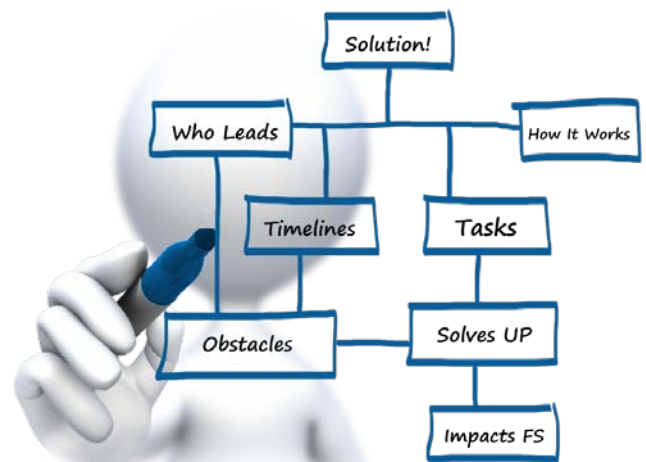 Solution!
Who Leads
How It Works
Timelines
Tasks
Obstacles
Solves UP
Impacts FS